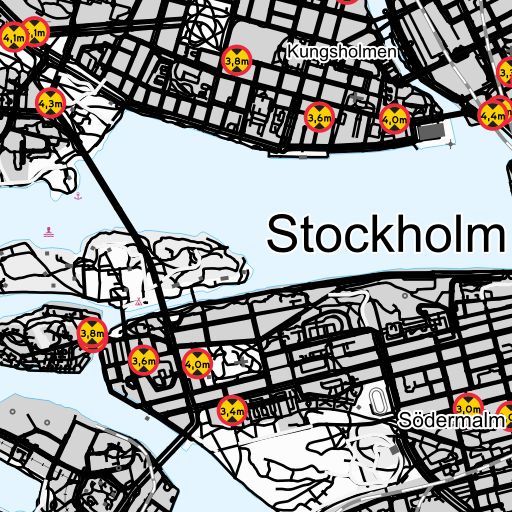 4,1m
3,8m
Kungsholmen
4,3m
3,6m
4,0m
4,4m
Stockholm
3,8m
3,6m
4,0m
3,4m
3,0m
Södermalm